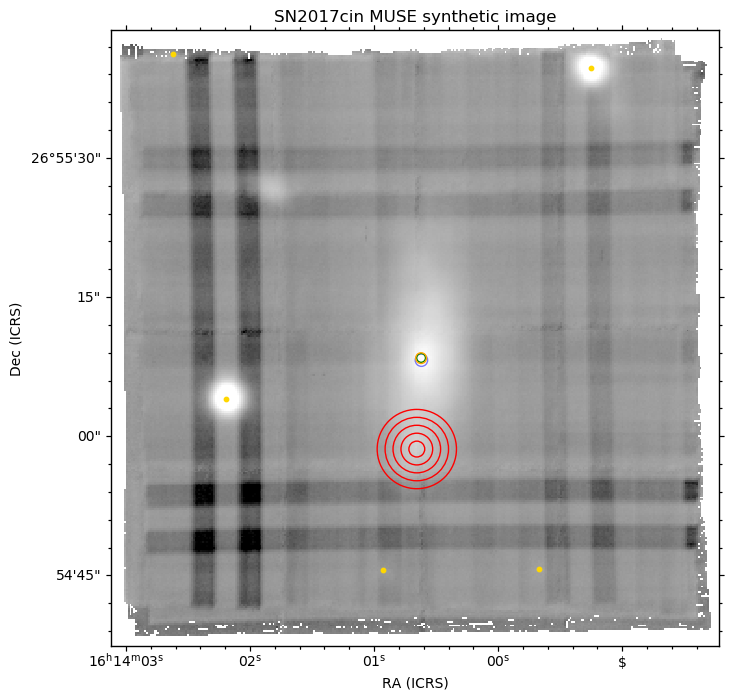 SN2017cin MUSE synthetic image
26°55'30"
15"
00"
54'45"
Dec (ICRS)
16ʰ14ᵐ03ˢ 02ˢ 01ˢ 00ˢ $
RA (ICRS)